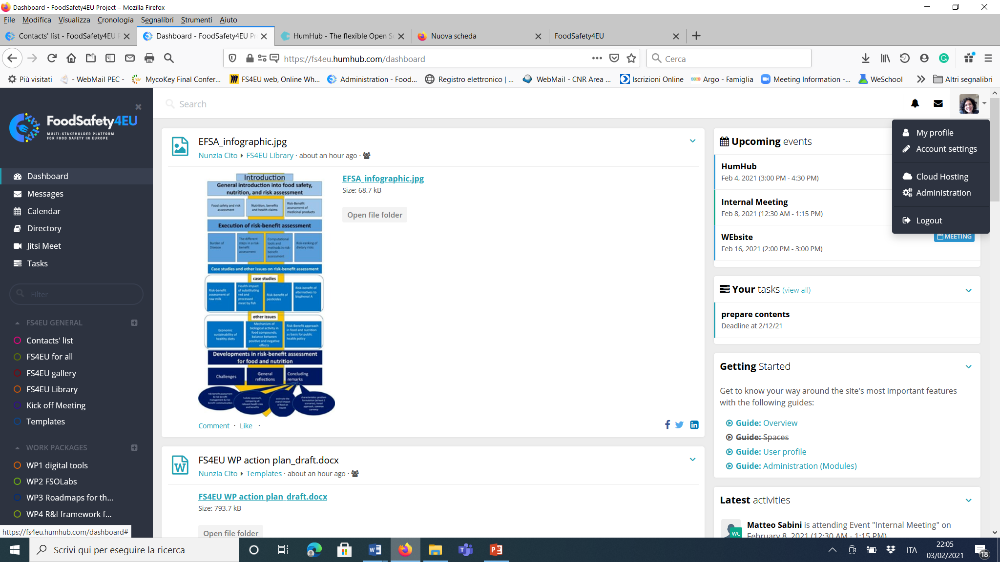 Dashboard - FoodSafety4EU Project – Mozilla Firefox
File Modifica Visualizza Cronologia Segnalibri Strumenti Aiuto
Contacts' list - FoodSafety4EU P
Dashboard - FoodSafety4EU Pr
HumHub - The flexible Open So
Nuova scheda
FoodSafety4EU
https://fs4eu.humhub.com/dashboard
Cerca
Più visitati
- WebMail PEC -
MycoKey Final Confer...
FS4EU web, Online Wh...
Administration - Food...
Registro elettronico | ...
WebMail - CNR Area ...
Iscrizioni Online
Argo - Famiglia
Meeting Information -...
WeSchool
Altri segnalibri
FoodSafety4EU
MULTI-STAKEHOLDER PLATFORM
FOR FOOD SAFETY IN EUROPE
Dashboard
Messages
Calendar
Directory
Jitsi Meet
Tasks
Filter
FS4EU GENERAL
Contacts' list
FS4EU for all
FS4EU gallery
FS4EU Library
Kick off Meeting
Templates
WORK PACKAGES
WP1 digital tools
WP2 FSOLabs
WP3 Roadmaps for th...
WP4 R&I framework f...
https://fs4eu.humhub.com/dashboard#
Search
EFSA_infographic.jpg
Nunzia Cito FS4EU Library · about an hour ago ·
Introduction
General introduction into food safety,
nutrition, and risk assessment
Food safety and risk
assessment
Nutrition, benefits
and health claims
Risk-Benefit
assessment of
medicinal products
Execution of risk-benefit assessment
Burden of
Disease
The different
steps in a risk-
benefit
assessment
Computational
tools and
methods in risk-
benefit
assessment
Risk-ranking of
dietary risks
Case studies and other issues on risk-benefit assessment
case studies
Risk-benefit
assessment of
raw milk
Health impact
of substituting
red and
processed
meat by fish
Risk-benefit of
pesticides
Risk-benefit of
alternatives to
bisphenol A
other issues
Economic
sustainability of
healthy diets
Mechanism of
biological activity in
food compounds;
balance between
positive and negative
effects
Risk-Benefit approach
in food and nutrition
as basis for public
health policy
Developments in risk-benefit assessment
for food and nutrition
Challenges
General
reflections
Concluding
remarks
EFSA_infographic.jpg
Size: 68.7 kB
Open file folder
Comment · Like ·
FS4EU WP action plan_draft.docx
Nunzia Cito Templates · about an hour ago ·
FS4EU WP action plan_draft.docx
Size: 793.7 kB
Open file folder
My profile
Account settings
Cloud Hosting
Administration
Logout
Upcoming events
HumHub
Feb 4, 2021 (3:00 PM - 4:30 PM)
Internal Meeting
Feb 8, 2021 (12:30 AM - 1:15 PM)
WEbsite
MEETING
Feb 16, 2021 (2:00 PM - 3:00 PM)
Your tasks (view all)
prepare contents
Deadline at 2/12/21
Getting Started
Get to know your way around the site's most important features
with the following guides:
Guide: Overview
Guide: Spaces
Guide: User profile
Guide: Administration (Modules)
Latest activities
WC
Matteo Sabini is attending Event "Internal Meeting" on
February 8, 2021 (12:30 AM - 1:15 PM)
Scrivi qui per eseguire la ricerca
ITA
22:05
03/02/2021
18